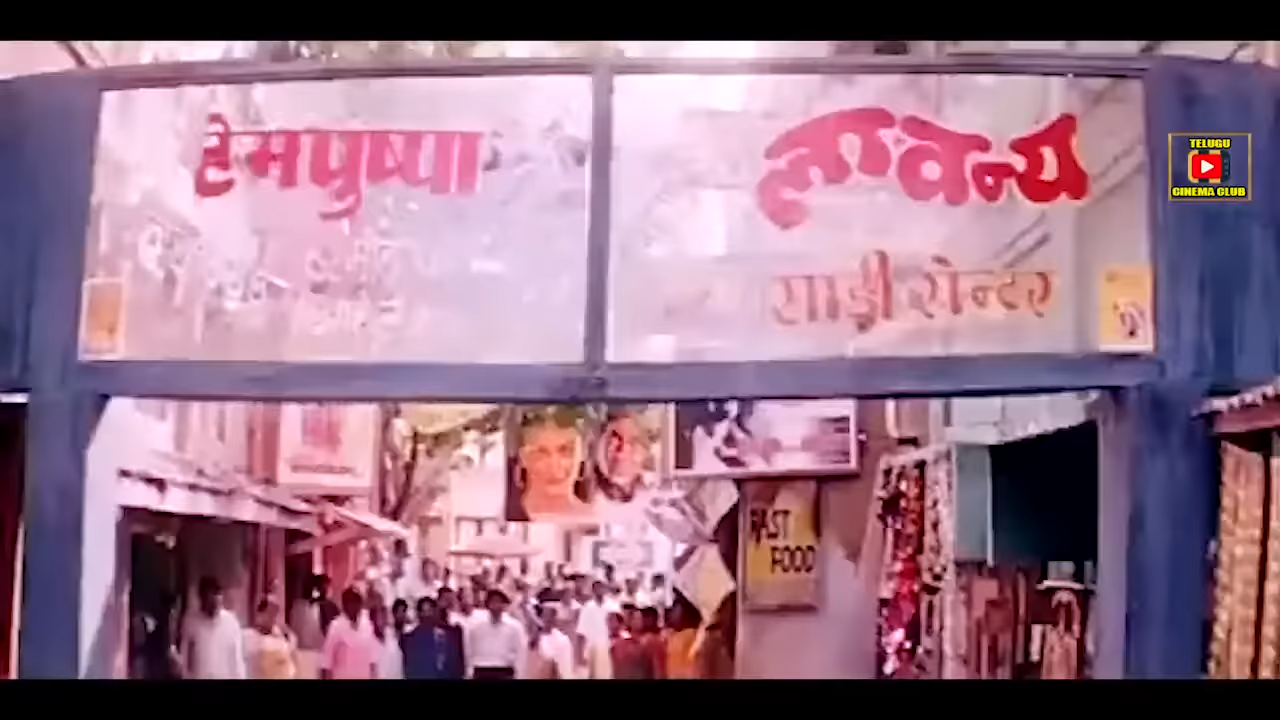 हेमपुष्पा
लावण्य
साडी सेन्टर
TELUGU
CINEMA CLUB
FAST
FOOD